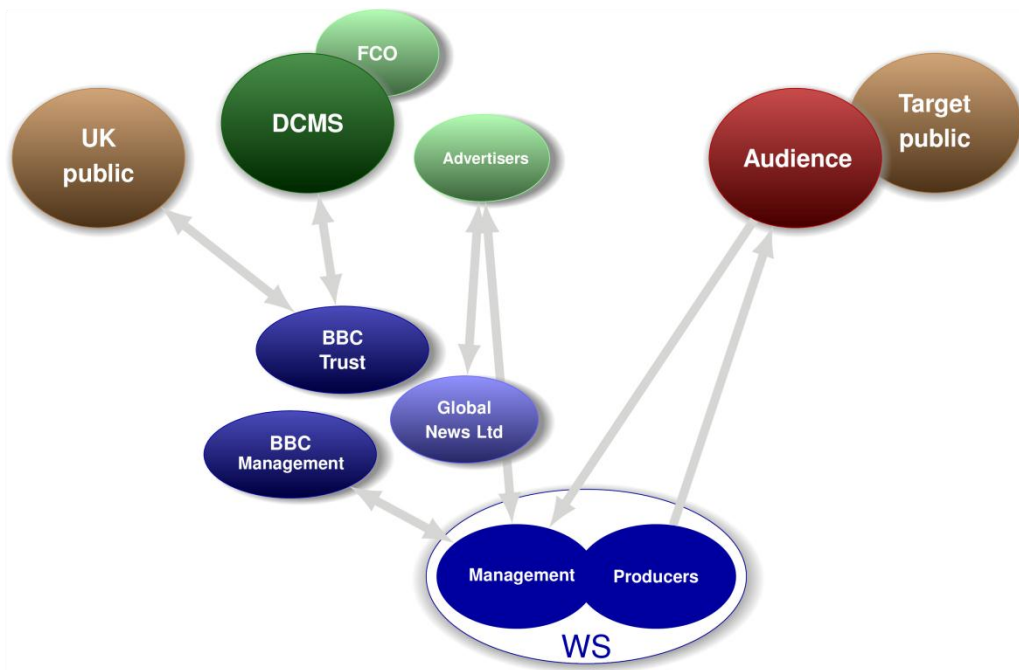 FCO
DCMS
UK
public
Advertisers
Audience
Target
public
BBC
Trust
Global
News Ltd
BBC
Management
Management
Producers
WS